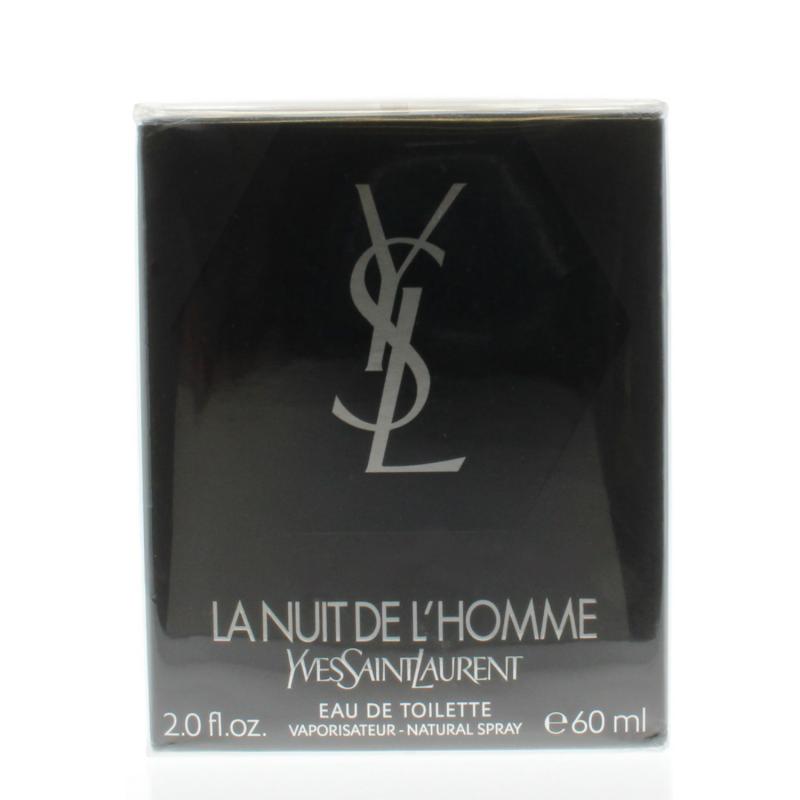 YSL
LA NUIT DE L'HOMME
YVESSAINTLAURENT
EAU DE TOILETTE
2.0 fl.oz. VAPORISATEUR - NATURAL SPRAY ℮60 ml